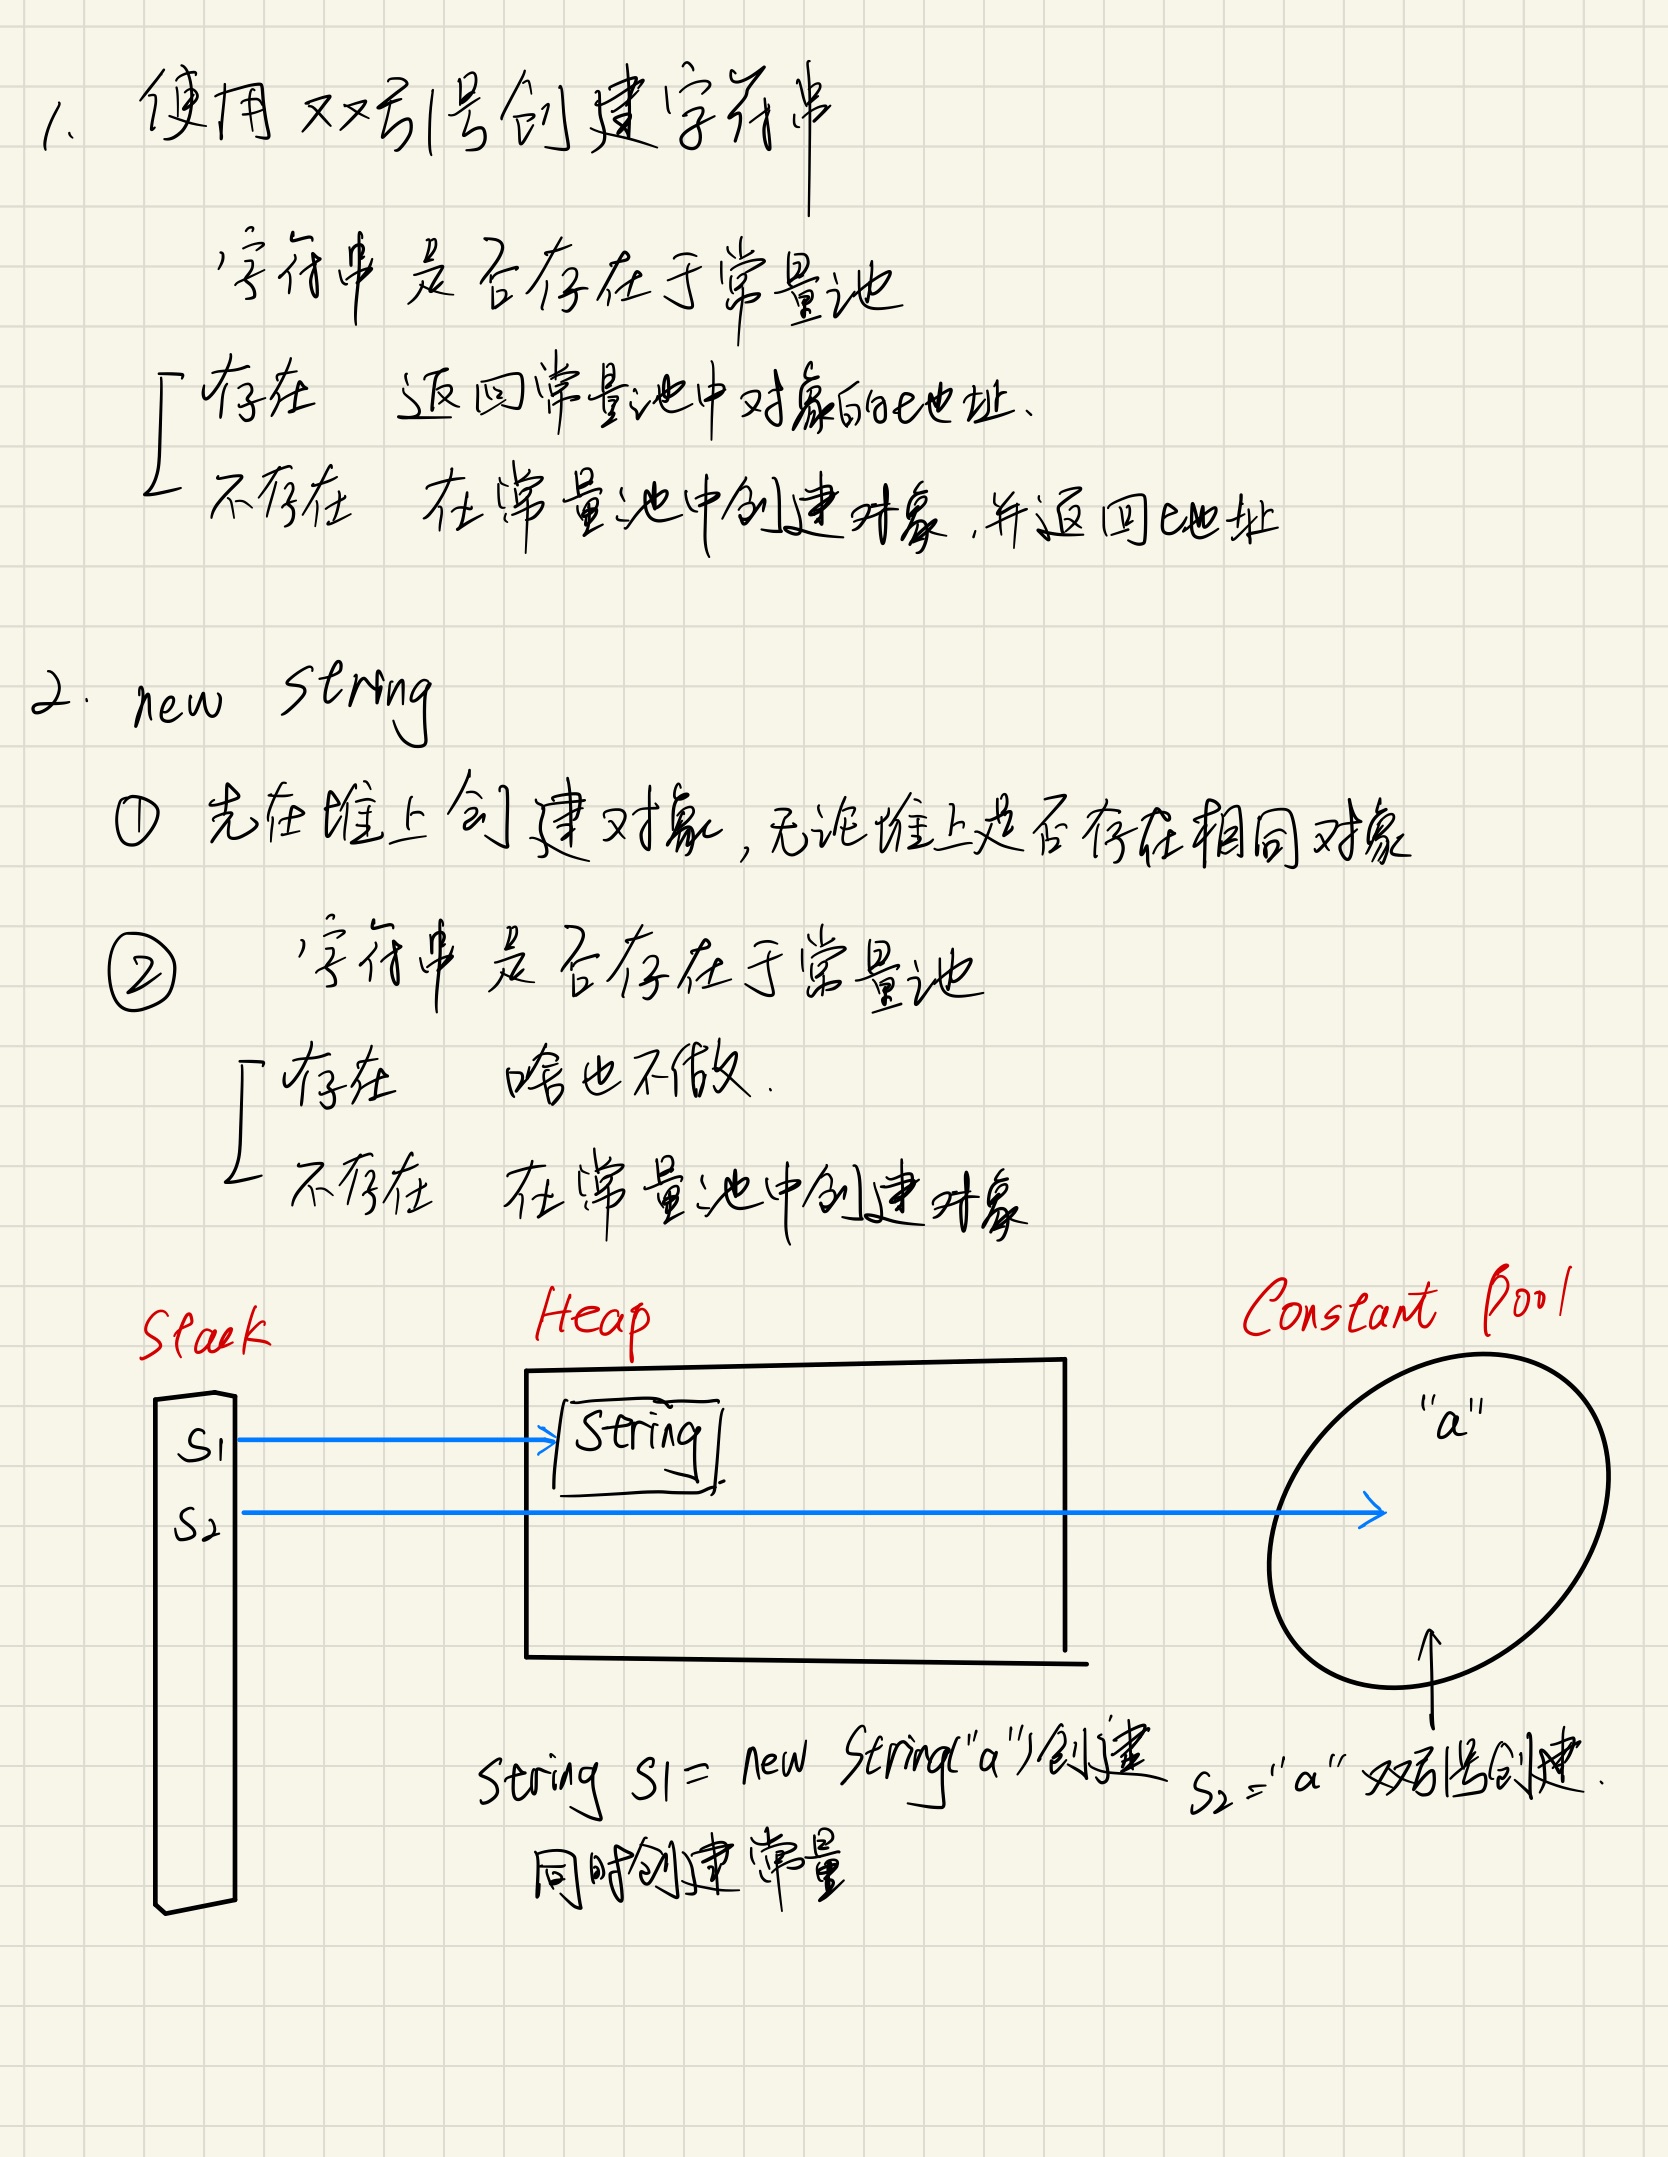 1. 使用双引号创建字符串
字符串是否存在于常量池
存在 返回常量池中对象的地址.
不存在 在常量池中创建对象,并返回地址
2. new String
① 先在堆上创建对象,无论堆上是否存在相同对象
② 字符串是否存在于常量池
存在 啥也不做.
不存在 在常量池中创建对象
Stack Heap Constant Pool
S1 String "a"
S2
String S1 = new String("a")创建 S2="a" 双引号创建.
同时创建常量